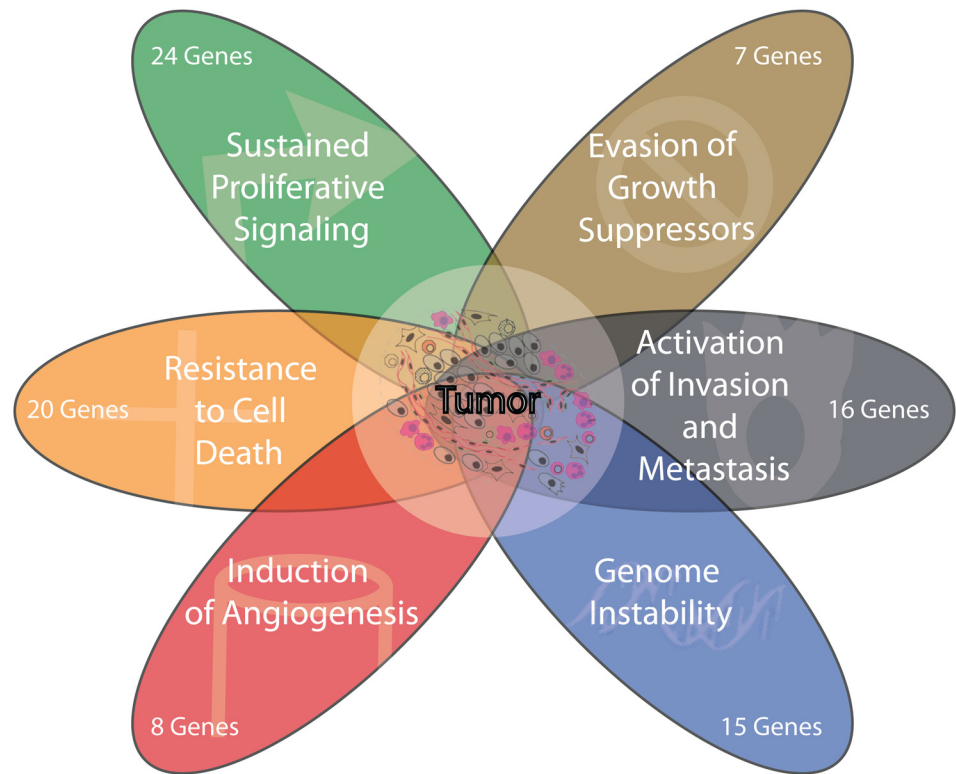 24 Genes
Sustained
Proliferative
Signaling
7 Genes
Evasion of
Growth
Suppressors
20 Genes
Resistance
to Cell
Death
Tumor
Activation
of Invasion
and
Metastasis
16 Genes
Induction
of Angiogenesis
8 Genes
Genome
Instability
15 Genes